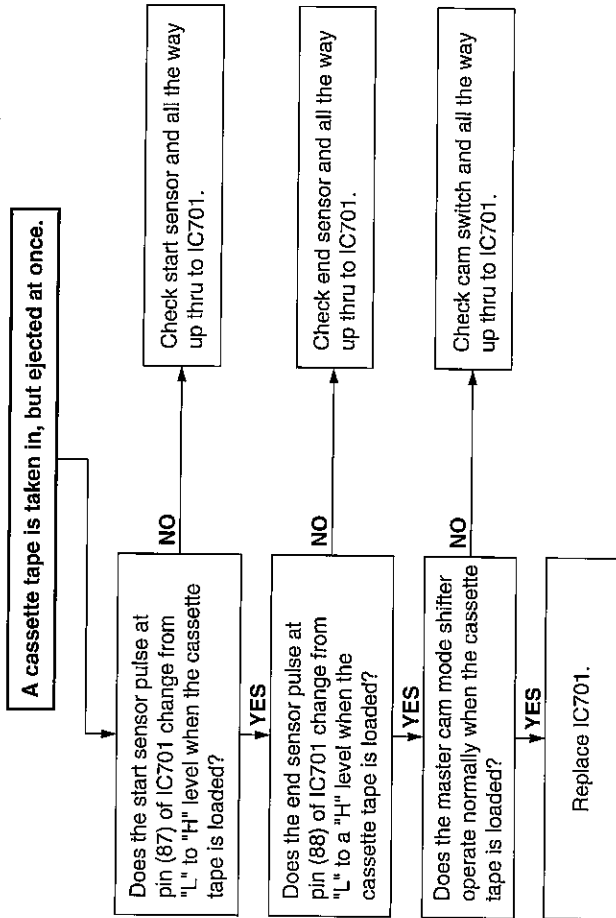 A cassette tape is taken in, but ejected at once.
Does the start sensor pulse at
pin (87) of IC701 change from
"L" to "H" level when the cassette
tape is loaded?
NO
Check start sensor and all the way
up thru to IC701.
YES
Does the end sensor pulse at
pin (88) of IC701 change from
"L" to a "H" level when the
cassette tape is loaded?
NO
Check end sensor and all the way
up thru to IC701.
YES
Does the master cam mode shifter
operate normally when the cassette
tape is loaded?
NO
Check cam switch and all the way
up thru to IC701.
YES
Replace IC701.